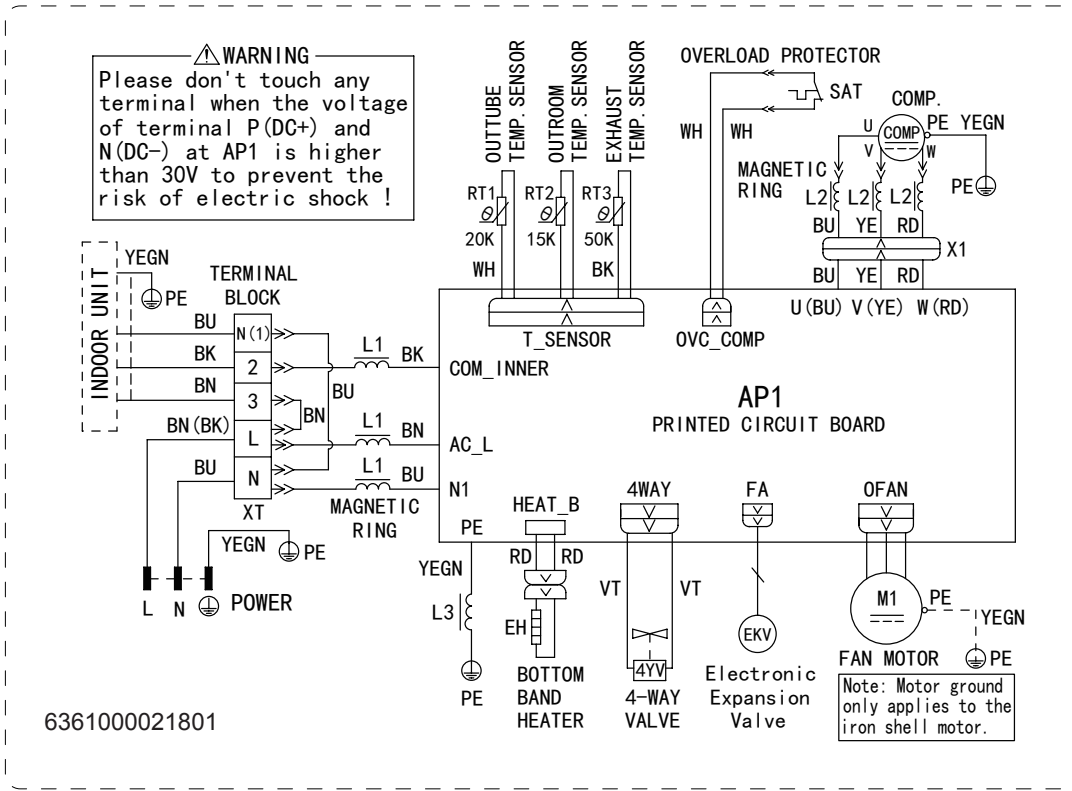 WARNING
Please don't touch any
terminal when the voltage
of terminal P(DC+) and
N(DC-) at AP1 is higher
than 30V to prevent the
risk of electric shock !
OUTTUBE
TEMP. SENSOR
OUTROOM
TEMP. SENSOR
EXHAUST
TEMP. SENSOR
RT1
θ
20K
WH
RT2
θ
15K
RT3
θ
50K
BK
T_SENSOR
OVERLOAD PROTECTOR
SAT
WH
WH
OVC_COMP
COMP.
U
V
W
COMP
PE YEGN
PE
MAGNETIC
RING
L2
L2
L2
BU
YE
RD
X1
BU
YE
RD
U(BU) V(YE) W(RD)
INDOOR UNIT
YEGN
PE
BU
BK
BN
BN(BK)
BU
TERMINAL
BLOCK
N(1)
2
3
L
N
XT
BN
BU
L1
BK
L1
BN
L1
BU
MAGNETIC
RING
COM_INNER
AC_L
N1
PE
AP1
PRINTED CIRCUIT BOARD
YEGN
PE
L
N
POWER
YEGN
L3
PE
HEAT_B
RD
RD
EH
BOTTOM
BAND
HEATER
4WAY
VT
VT
4YV
4-WAY
VALVE
FA
EKV
Electronic
Expansion
Valve
OFAN
M1
PE
YEGN
PE
FAN MOTOR
Note: Motor ground
only applies to the
iron shell motor.
6361000021801